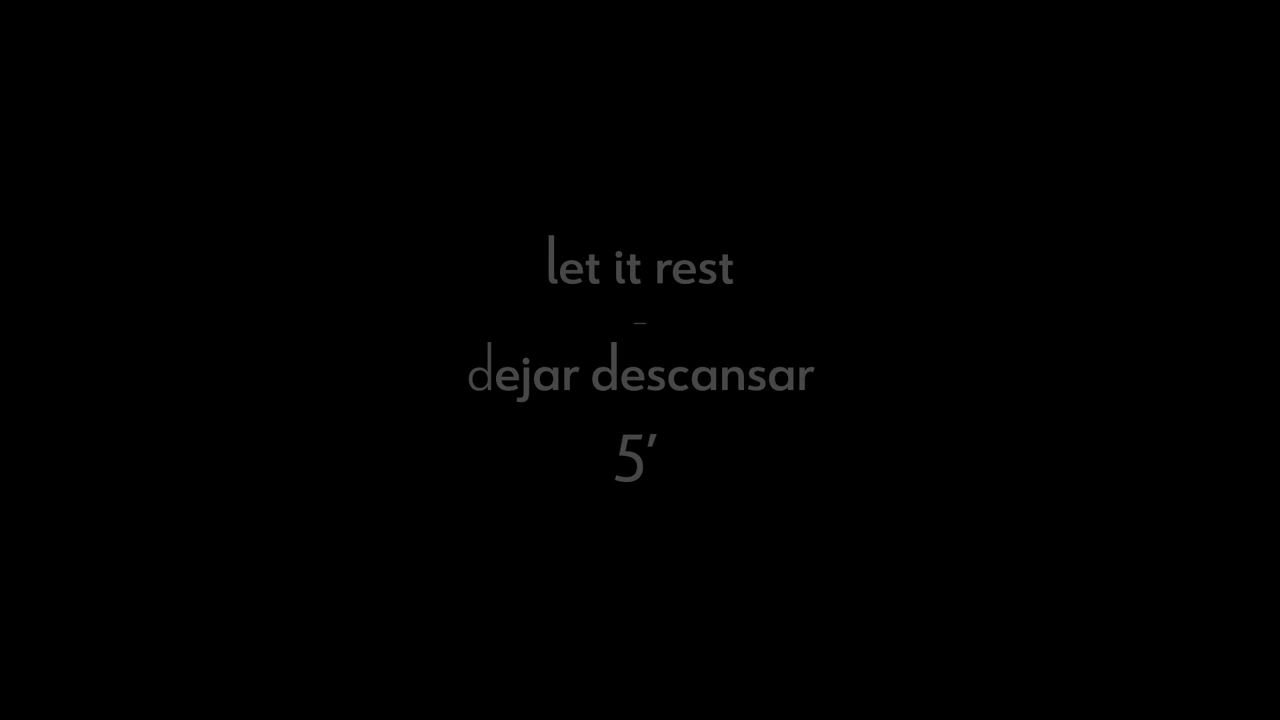 let it rest
–
dejar descansar
5’